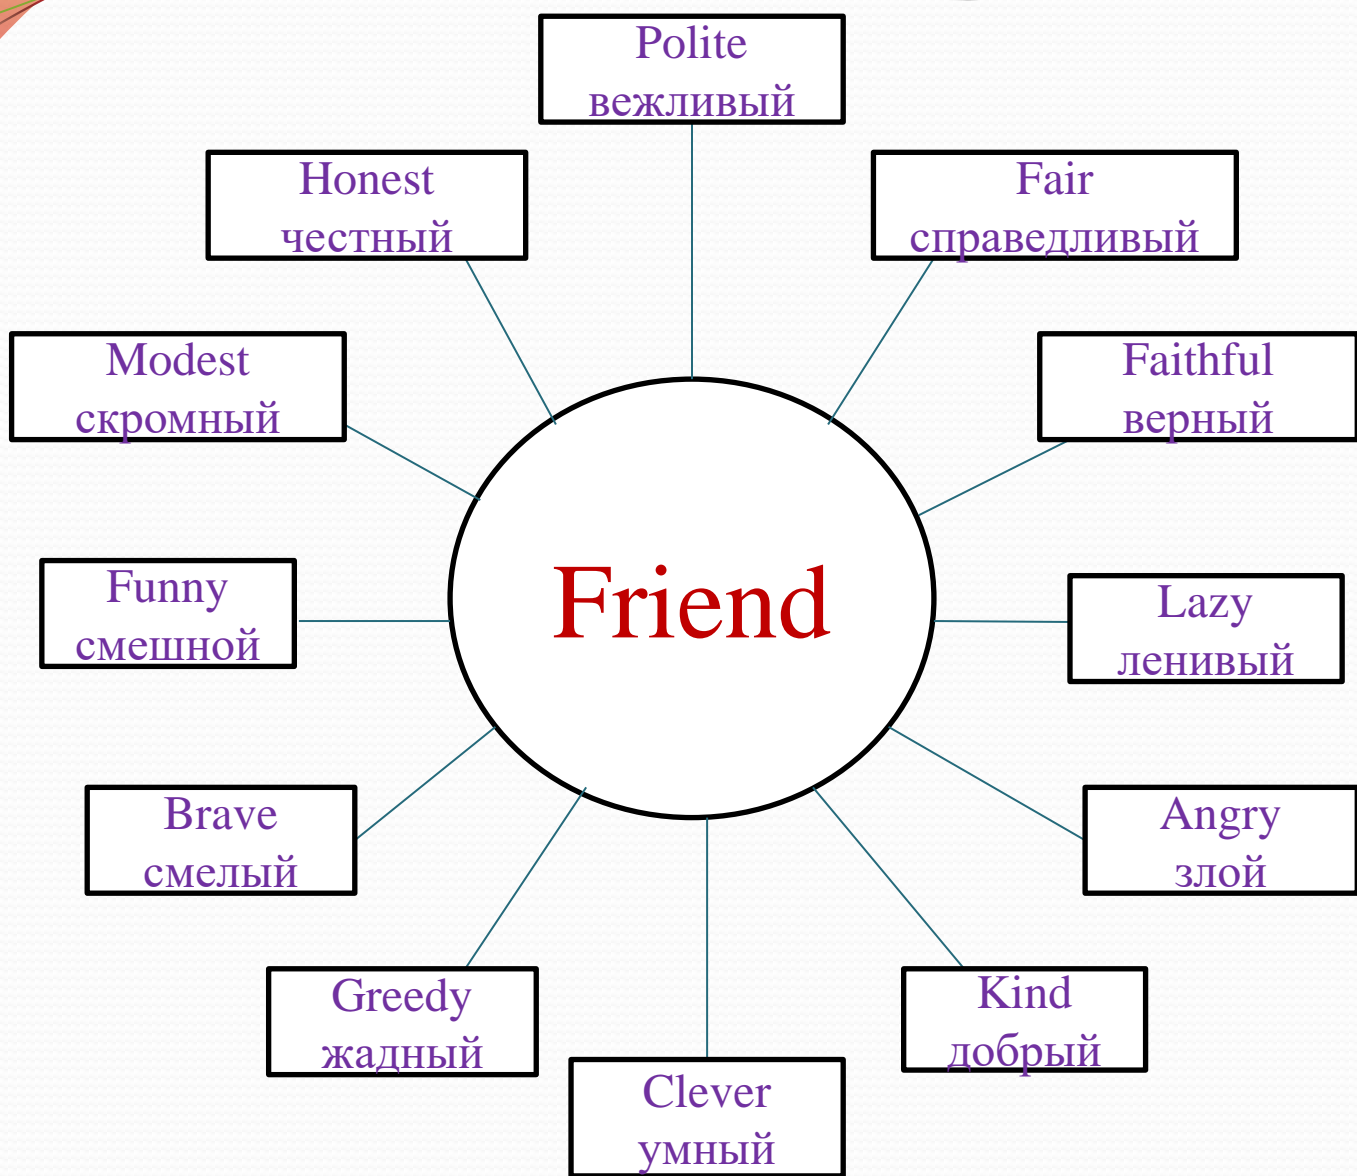 Polite
вежливый
Honest
честный
Fair
справедливый
Modest
скромный
Faithful
верный
Funny
смешной
Friend
Lazy
ленивый
Brave
смелый
Angry
злой
Greedy
жадный
Kind
добрый
Clever
умный